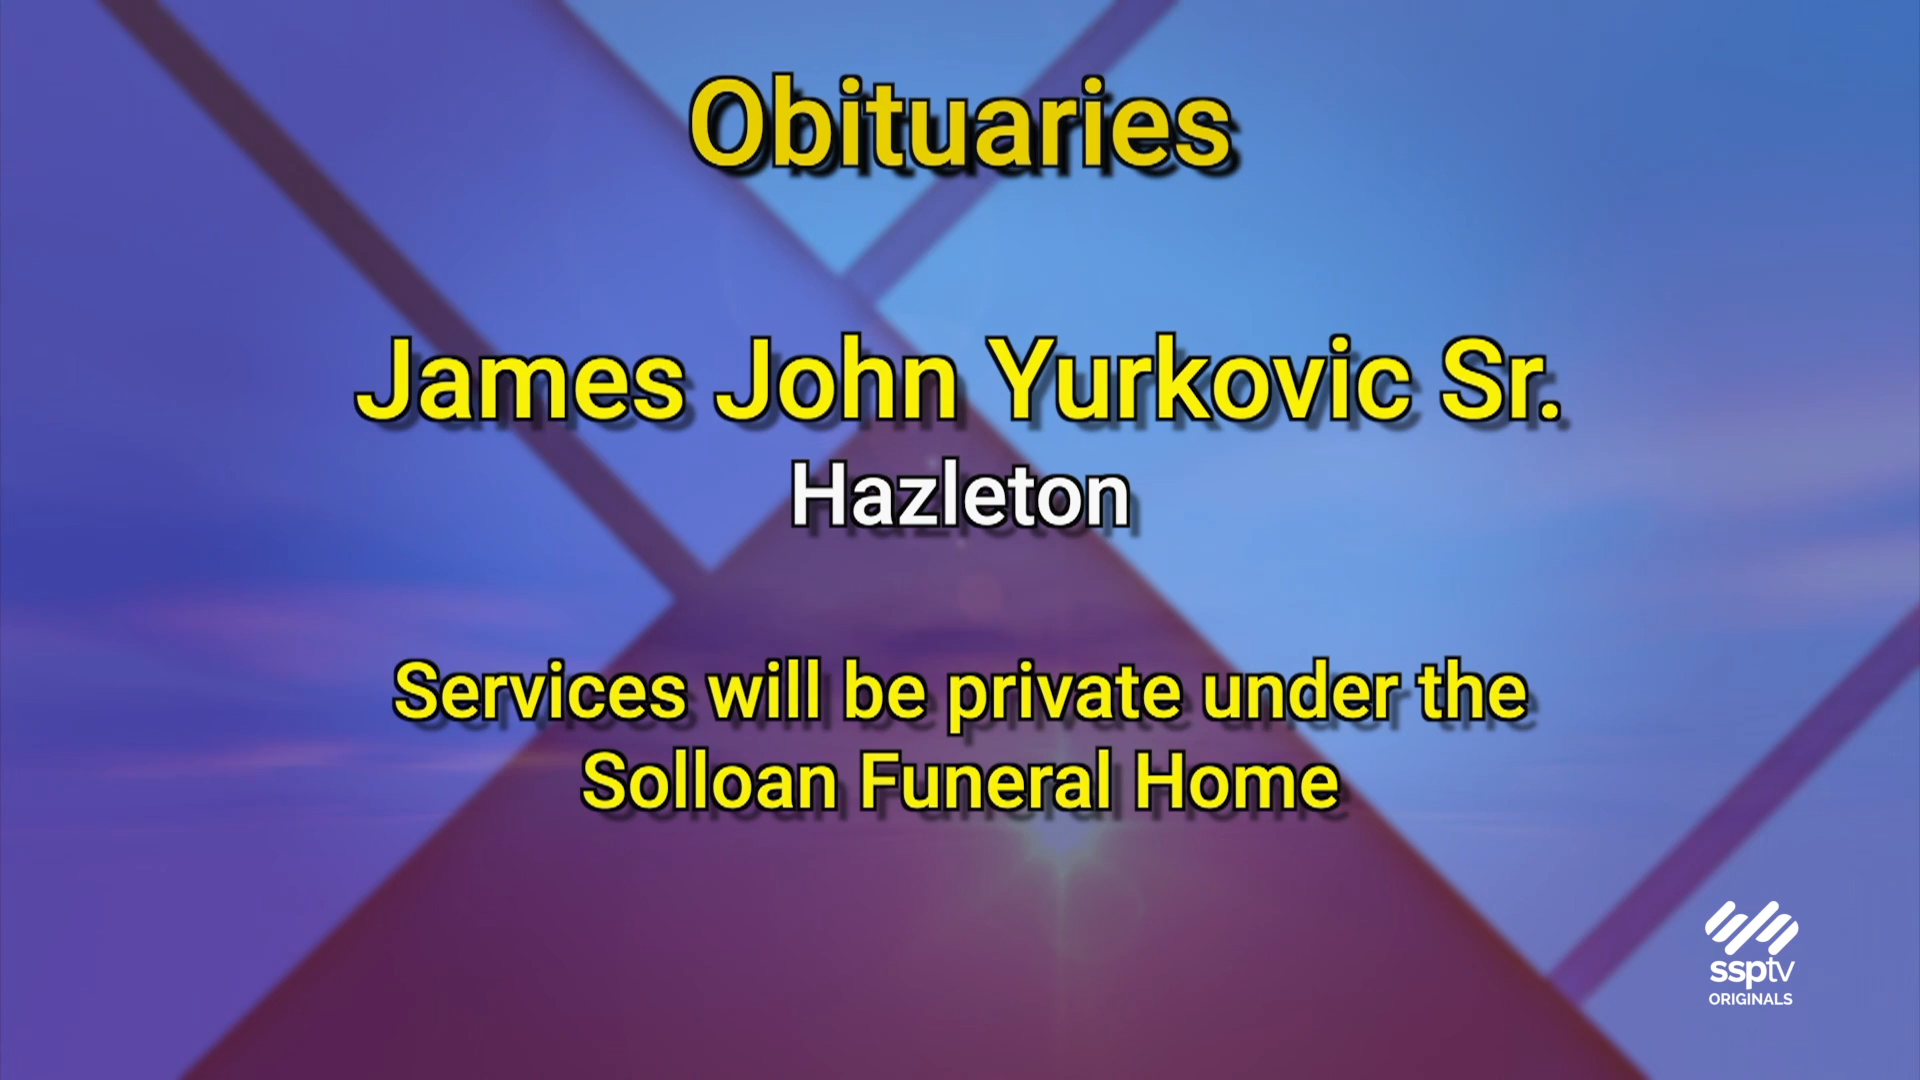 Obituaries
James John Yurkovic Sr.
Hazleton
Services will be private under the
Solloan Funeral Home
ssptv
ORIGINALS